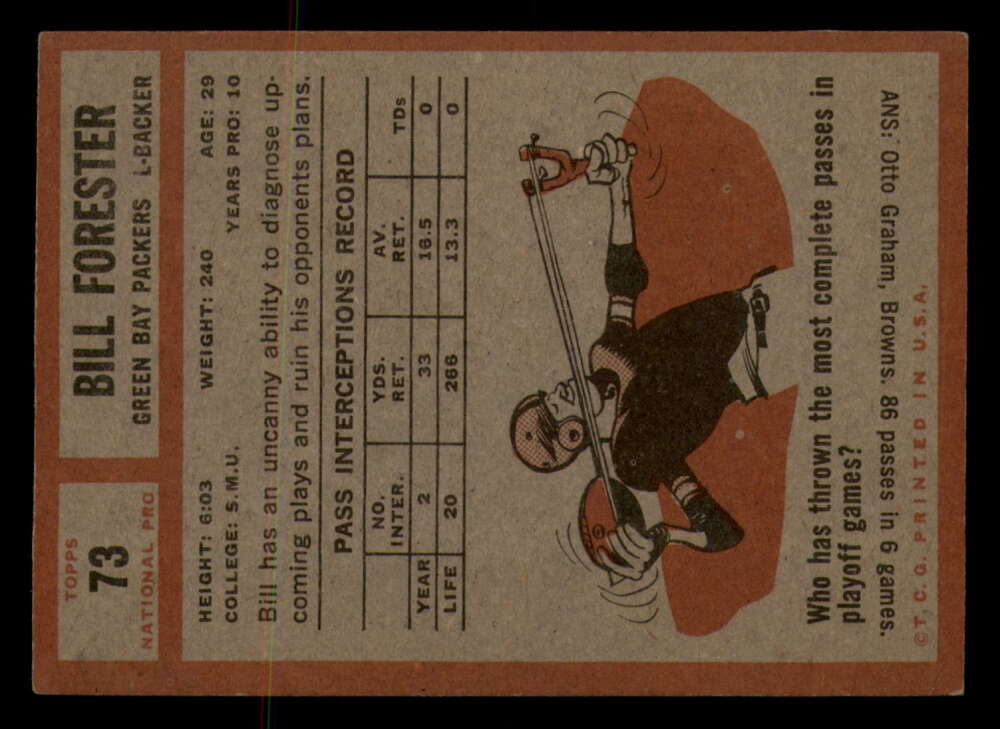 TOPPS
73
NATIONAL PRO
BILL FORESTER
GREEN BAY PACKERS L-BACKER
HEIGHT: 6:03 WEIGHT: 240 AGE: 29
COLLEGE: S.M.U. YEARS PRO: 10
Bill has an uncanny ability to diagnose up-
coming plays and ruin his opponents plans.
PASS INTERCEPTIONS RECORD
NO. INTER. YDS. RET. AV. RET. TDs
YEAR 2 33 16.5 0
LIFE 20 266 13.3 0
Who has thrown the most complete passes in
playoff games?
ANS: Otto Graham, Browns. 86 passes in 6 games.
©T.C.G. PRINTED IN U.S.A.